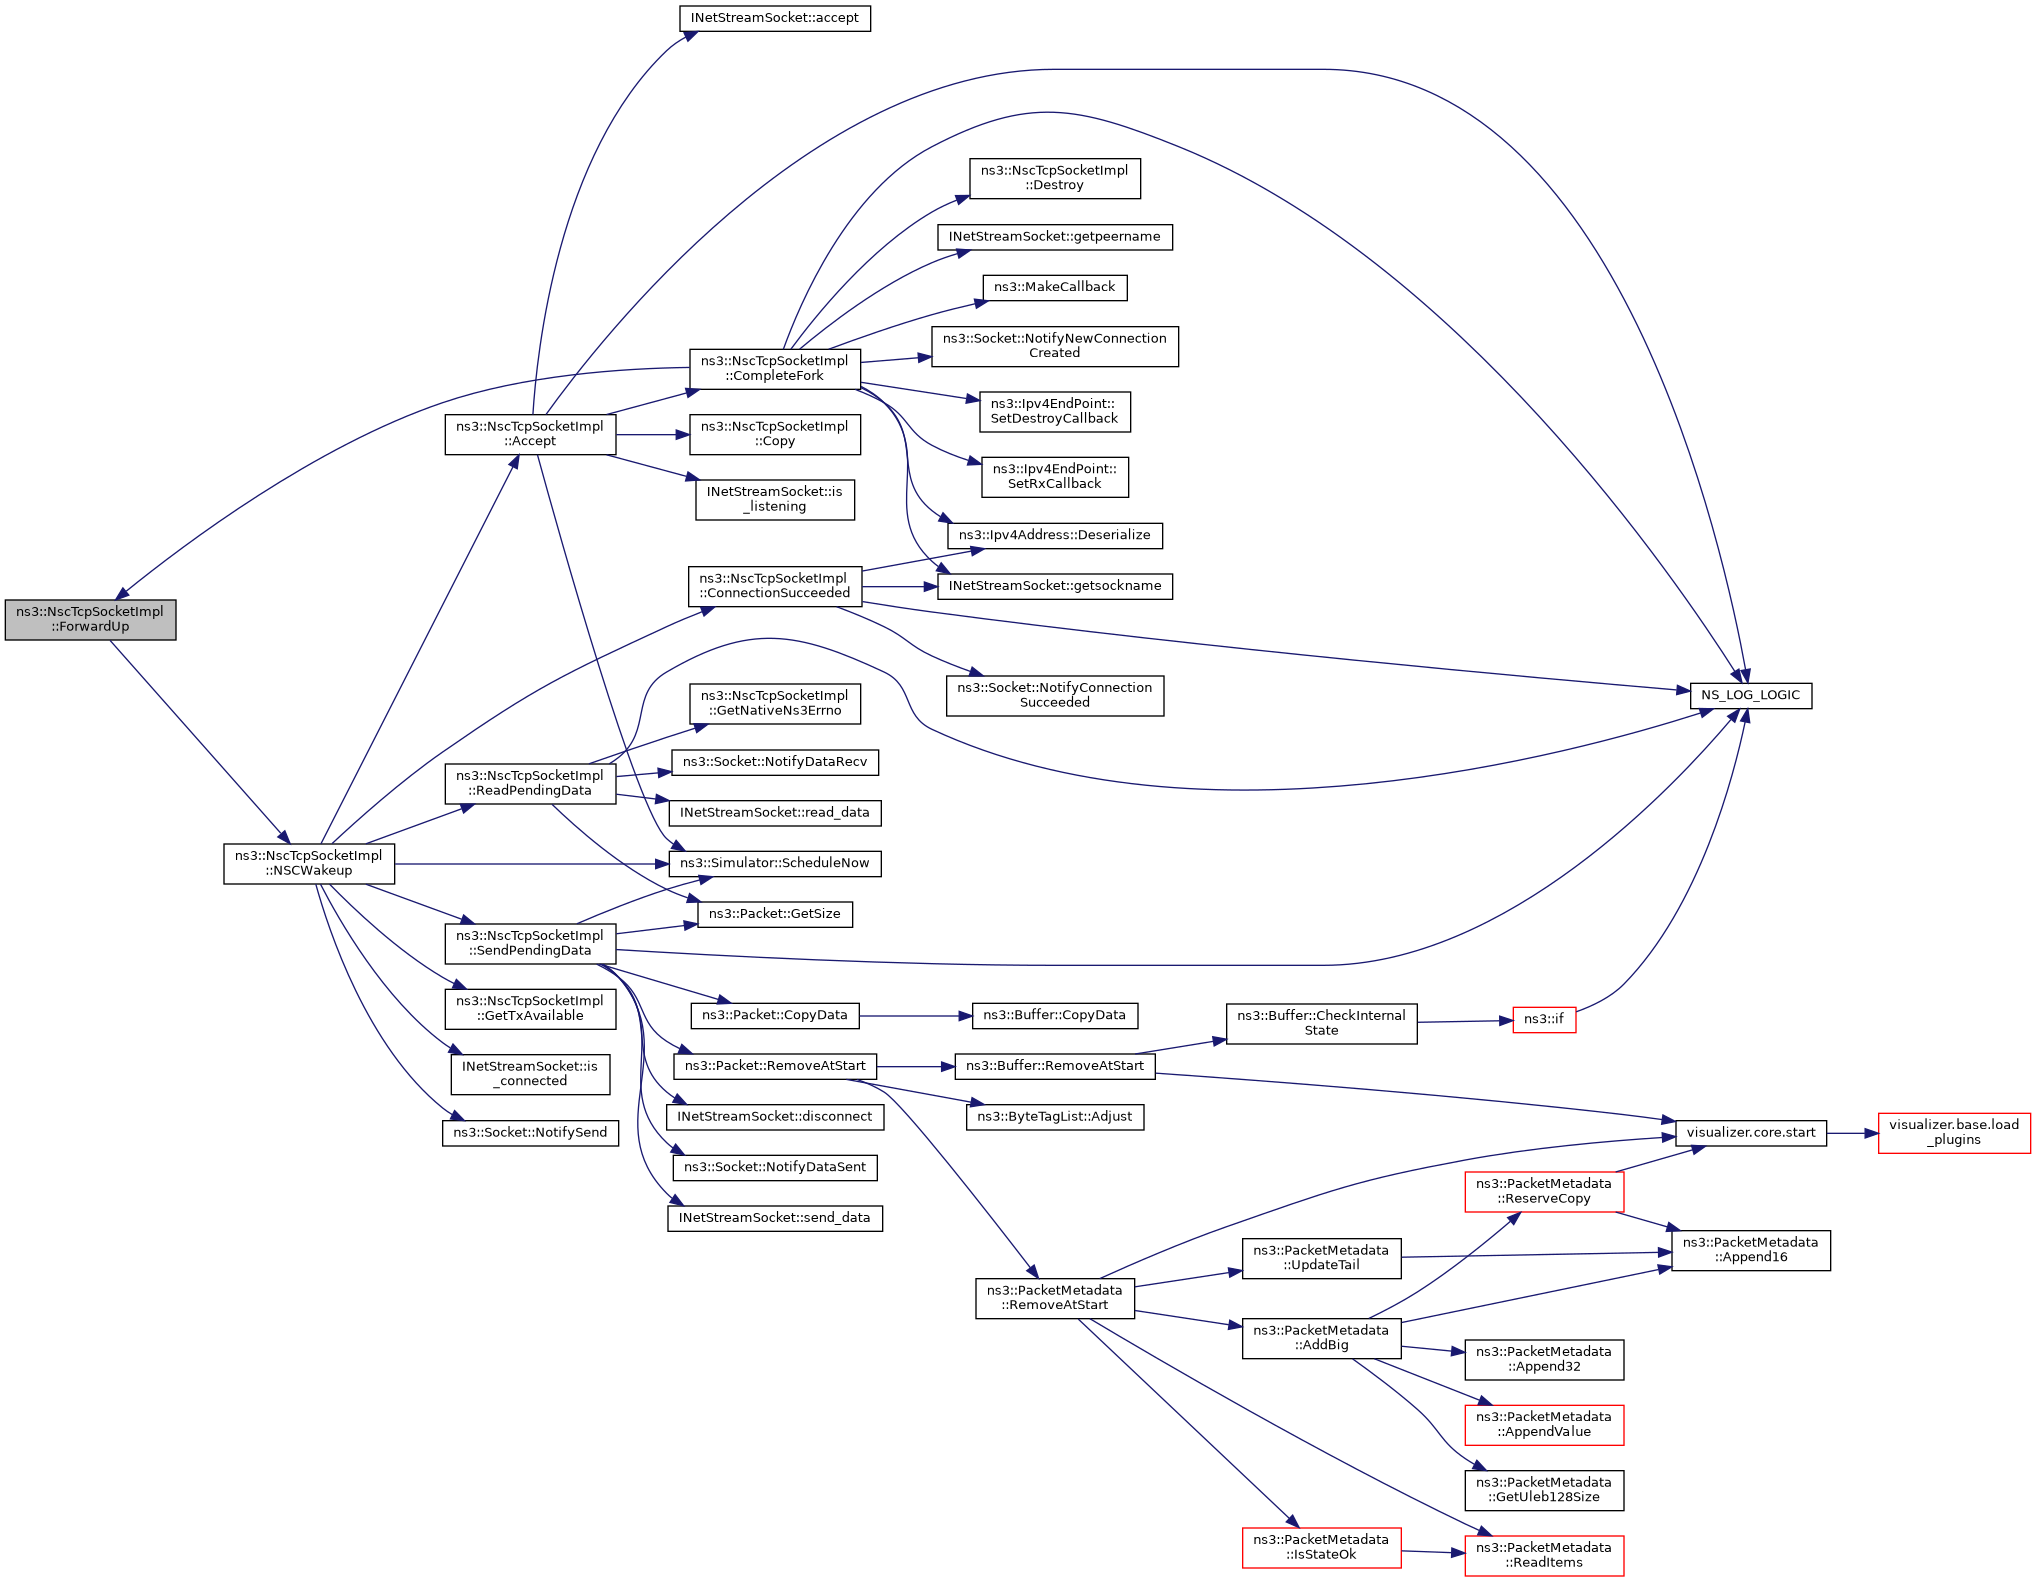 INetStreamSocket::accept
ns3::NscTcpSocketImpl
::Destroy
INetStreamSocket::getpeername
ns3::MakeCallback
ns3::Socket::NotifyNewConnection
Created
ns3::NscTcpSocketImpl
::CompleteFork
ns3::Ipv4EndPoint::
SetDestroyCallback
ns3::NscTcpSocketImpl
::Accept
ns3::NscTcpSocketImpl
::Copy
ns3::Ipv4EndPoint::
SetRxCallback
INetStreamSocket::is
_listening
ns3::Ipv4Address::Deserialize
ns3::NscTcpSocketImpl
::ConnectionSucceeded
INetStreamSocket::getsockname
ns3::NscTcpSocketImpl
::ForwardUp
ns3::Socket::NotifyConnection
Succeeded
NS_LOG_LOGIC
ns3::NscTcpSocketImpl
::GetNativeNs3Errno
ns3::Socket::NotifyDataRecv
ns3::NscTcpSocketImpl
::ReadPendingData
INetStreamSocket::read_data
ns3::NscTcpSocketImpl
::NSCWakeup
ns3::Simulator::ScheduleNow
ns3::Packet::GetSize
ns3::NscTcpSocketImpl
::SendPendingData
ns3::NscTcpSocketImpl
::GetTxAvailable
ns3::Packet::CopyData
ns3::Buffer::CopyData
ns3::Buffer::CheckInternal
State
ns3::if
INetStreamSocket::is
_connected
ns3::Packet::RemoveAtStart
ns3::Buffer::RemoveAtStart
INetStreamSocket::disconnect
ns3::ByteTagList::Adjust
ns3::Socket::NotifySend
visualizer.core.start
visualizer.base.load
_plugins
ns3::Socket::NotifyDataSent
ns3::PacketMetadata
::ReserveCopy
INetStreamSocket::send_data
ns3::PacketMetadata
::UpdateTail
ns3::PacketMetadata
::Append16
ns3::PacketMetadata
::RemoveAtStart
ns3::PacketMetadata
::AddBig
ns3::PacketMetadata
::Append32
ns3::PacketMetadata
::AppendValue
ns3::PacketMetadata
::GetUleb128Size
ns3::PacketMetadata
::IsStateOk
ns3::PacketMetadata
::ReadItems